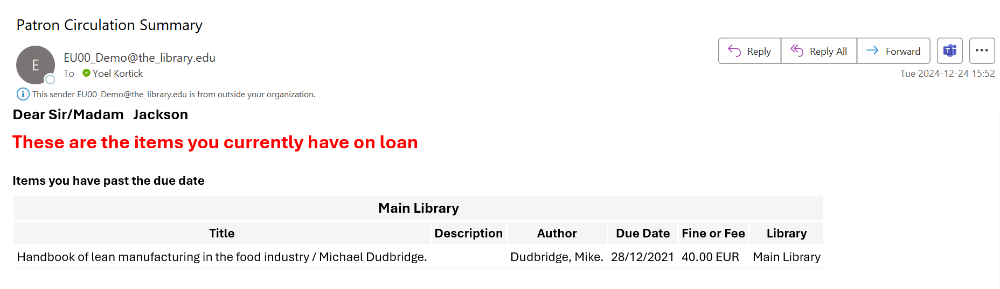 Patron Circulation Summary
E
EU00_Demo@the_library.edu
To Yoel Kortick
Reply Reply All Forward
Tue 2024-12-24 15:52
This sender EU00_Demo@the_library.edu is from outside your organization.
Dear Sir/Madam Jackson
These are the items you currently have on loan
Items you have past the due date
Main Library
Title Description Author Due Date Fine or Fee Library
Handbook of lean manufacturing in the food industry / Michael Dudbridge. Dudbridge, Mike. 28/12/2021 40.00 EUR Main Library